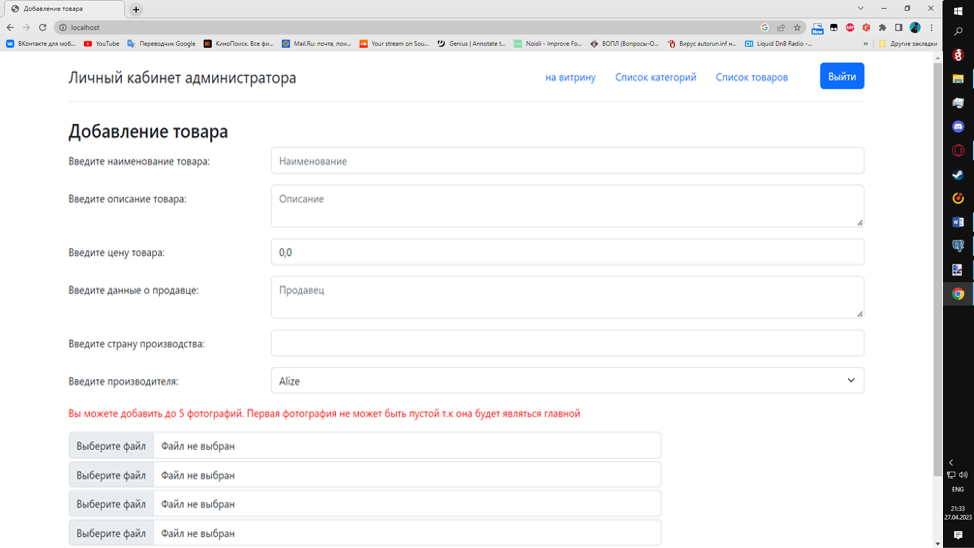 Добавление товара
localhost
ВКонтакте для моб... YouTube Переводчик Google КиноПоиск. Все фи... Mail.Ru: почта, пои... Your stream on Sou... Genius | Annotate t... Noisli - Improve Fo... ВОПЛ (Вопросы-О... Вирус autorun.inf н... Liquid DnB Radio -... » Другие закладки
New
Личный кабинет администратора на витрину Список категорий Список товаров Выйти
Добавление товара
Введите наименование товара: Наименование
Введите описание товара: Описание
Введите цену товара: 0,0
Введите данные о продавце: Продавец
Введите страну производства:
Введите производителя: Alize
Вы можете добавить до 5 фотографий. Первая фотография не может быть пустой т.к она будет являться главной
Выберите файл Файл не выбран
Выберите файл Файл не выбран
Выберите файл Файл не выбран
Выберите файл Файл не выбран
ENG
21:33
27.04.2023